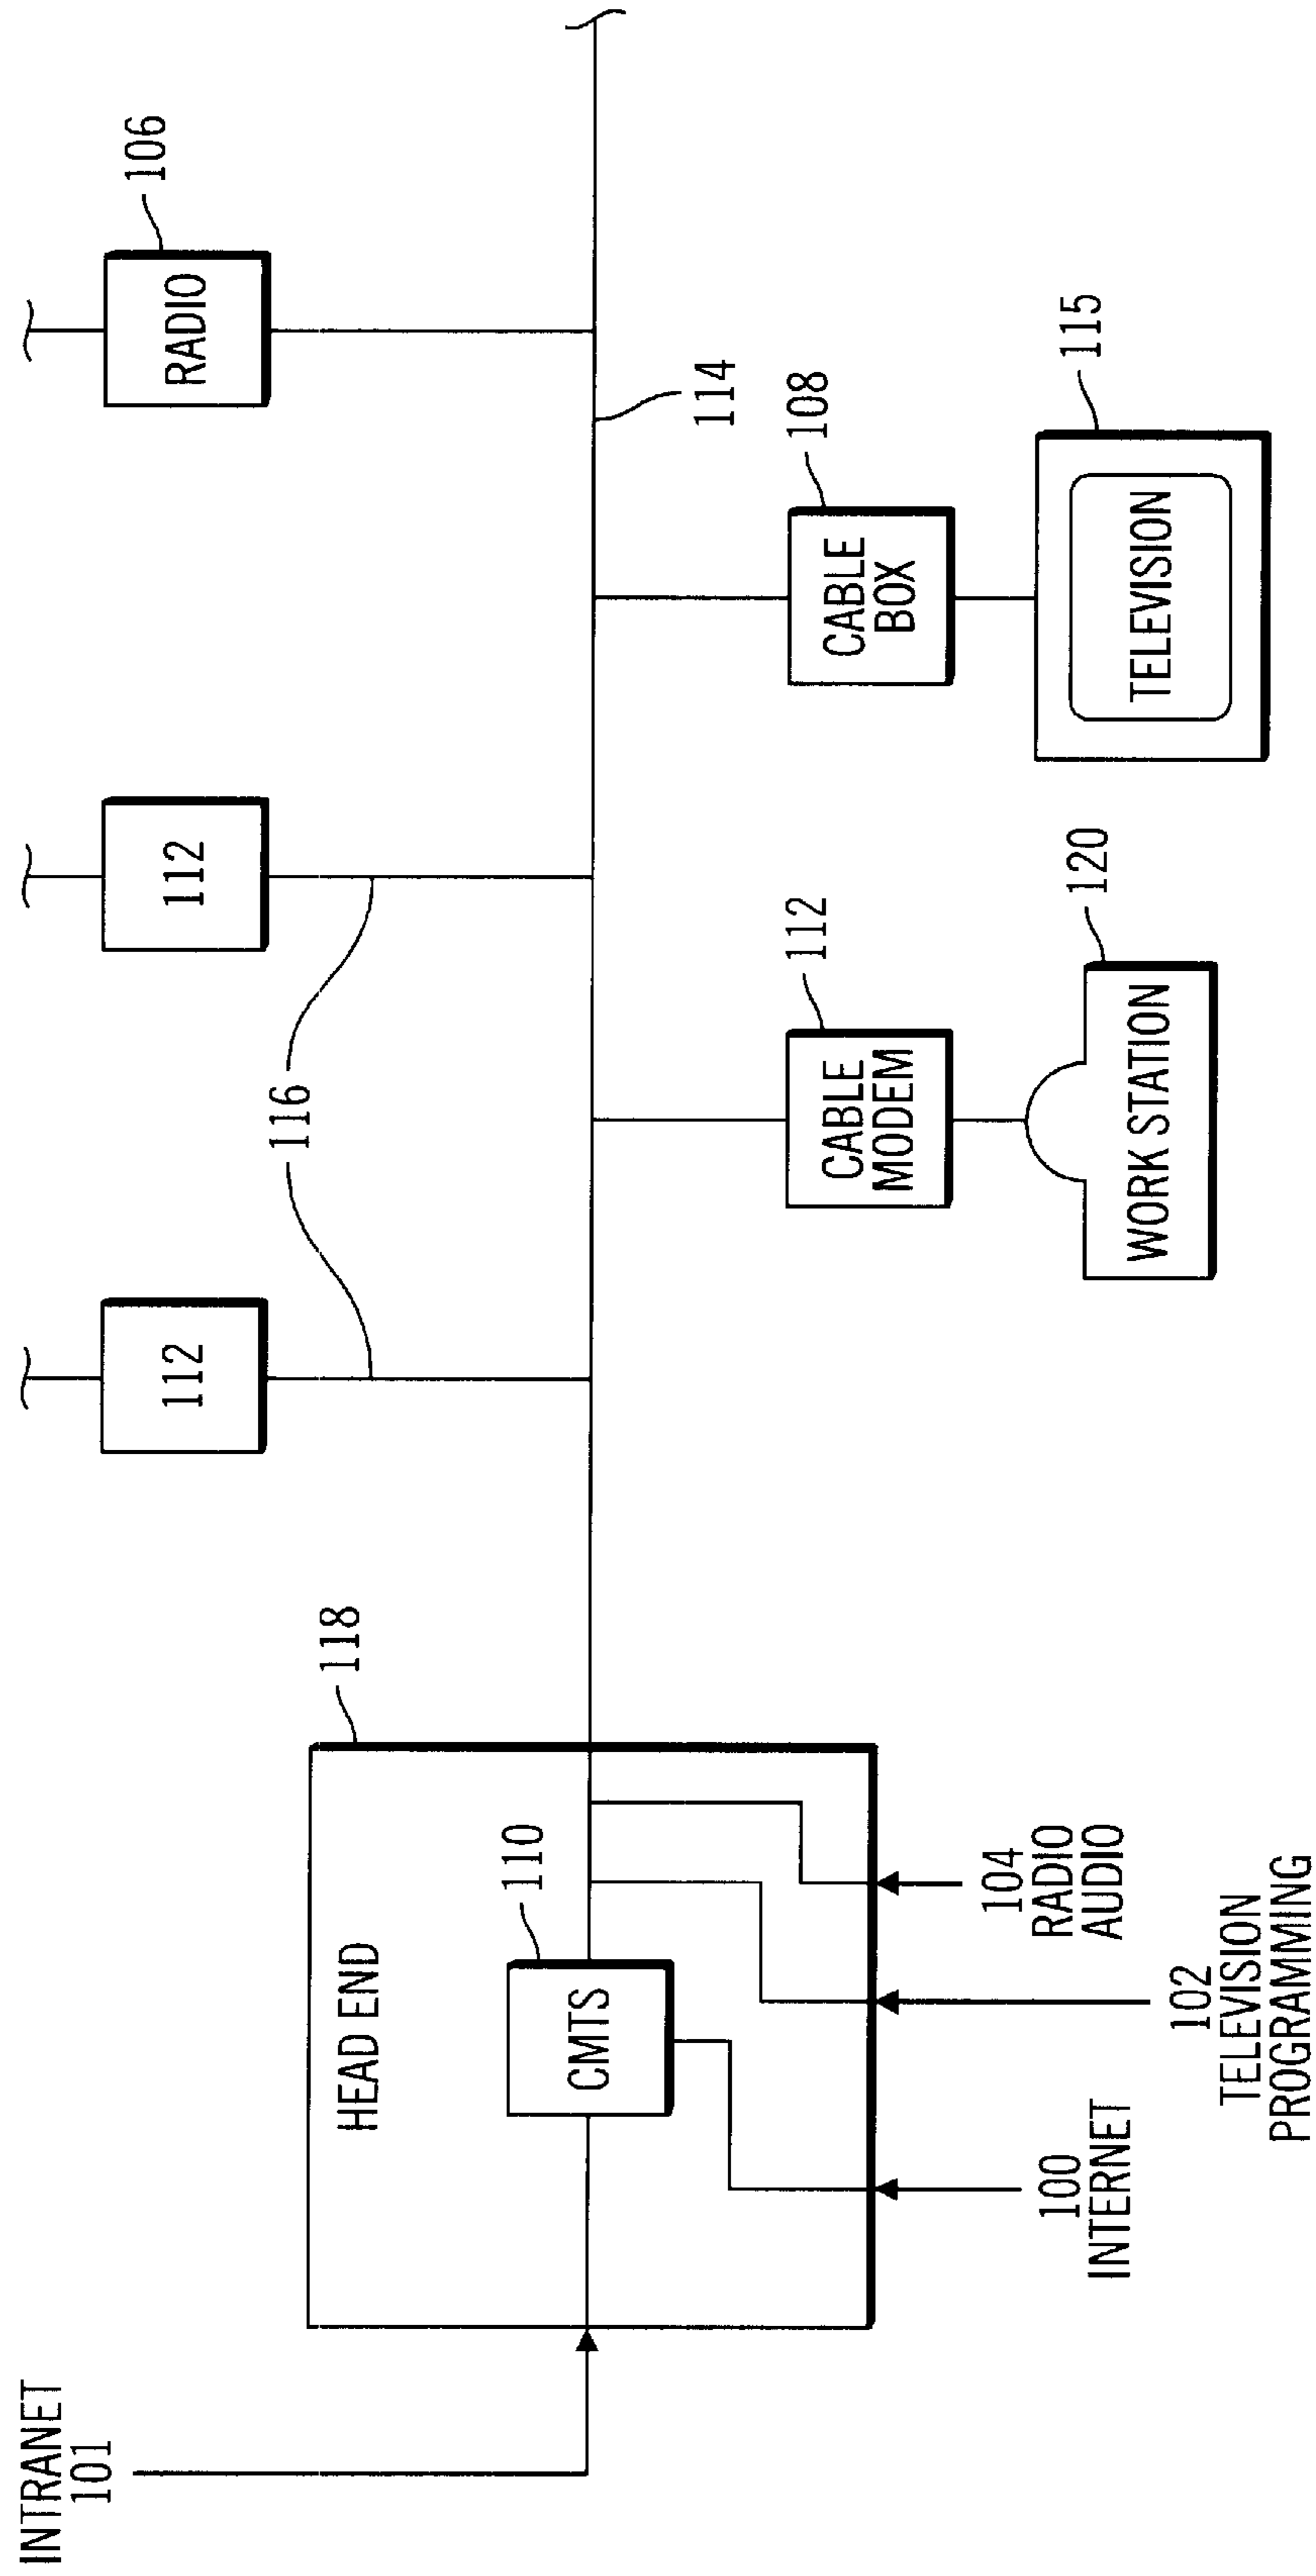 INTRANET
101
HEAD END
118
CMTS
110
100
INTERNET
102
TELEVISION
PROGRAMMING
104
RADIO
AUDIO
112
116
112
RADIO
106
114
CABLE
MODEM
112
WORK STATION
120
CABLE
BOX
108
TELEVISION
115